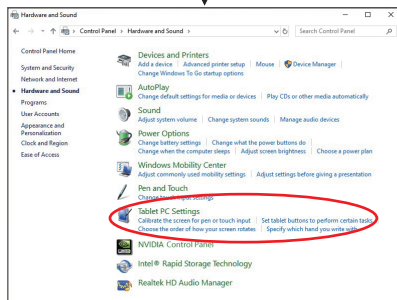 Hardware and Sound
Control Panel › Hardware and Sound ›
Search Control Panel
Control Panel Home
System and Security
Network and Internet
Hardware and Sound
Programs
User Accounts
Appearance and
Personalization
Clock and Region
Ease of Access
Devices and Printers
Add a device | Advanced printer setup | Mouse | Device Manager |
Change Windows To Go startup options
AutoPlay
Change default settings for media or devices | Play CDs or other media automatically
Sound
Adjust system volume | Change system sounds | Manage audio devices
Power Options
Change battery settings | Change what the power buttons do |
Change when the computer sleeps | Adjust screen brightness | Choose a power plan
Windows Mobility Center
Adjust commonly used mobility settings | Adjust settings before giving a presentation
Pen and Touch
Change touch input settings
Tablet PC Settings
Calibrate the screen for pen or touch input | Set tablet buttons to perform certain tasks
Choose the order of how your screen rotates | Specify which hand you write with
NVIDIA Control Panel
Intel® Rapid Storage Technology
Realtek HD Audio Manager